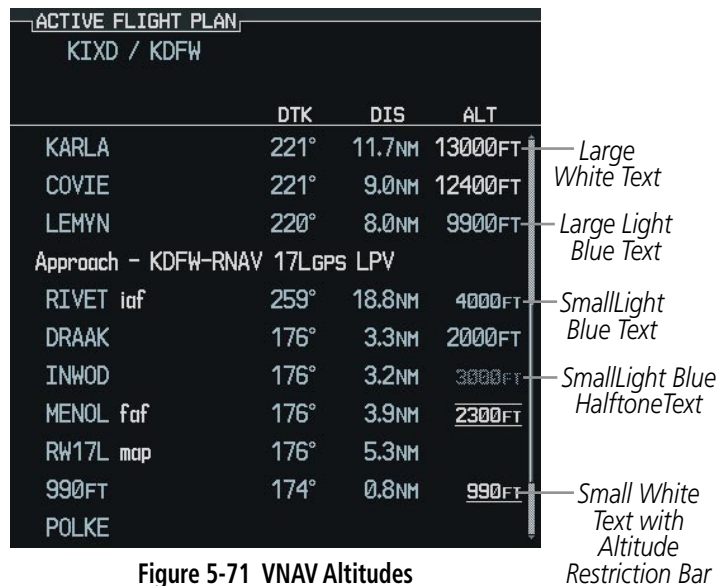 ACTIVE FLIGHT PLAN
KIXD / KDFW
DTK DIS ALT
KARLA 221° 11.7NM 13000FT
Large
White Text
COVIE 221° 9.0NM 12400FT
LEMYN 220° 8.0NM 9900FT
Large Light
Blue Text
Approach – KDFW-RNAV 17LGPS LPV
RIVET iaf 259° 18.8NM 4000FT
SmallLight
Blue Text
DRAAK 176° 3.3NM 2000FT
INWOD 176° 3.2NM 3000FT
SmallLight Blue
HalftoneText
MENOL faf 176° 3.9NM 2300FT
RW17L map 176° 5.3NM
990FT 174° 0.8NM 990FT
Small White
Text with
Altitude
Restriction Bar
POLKE
Figure 5-71 VNAV Altitudes